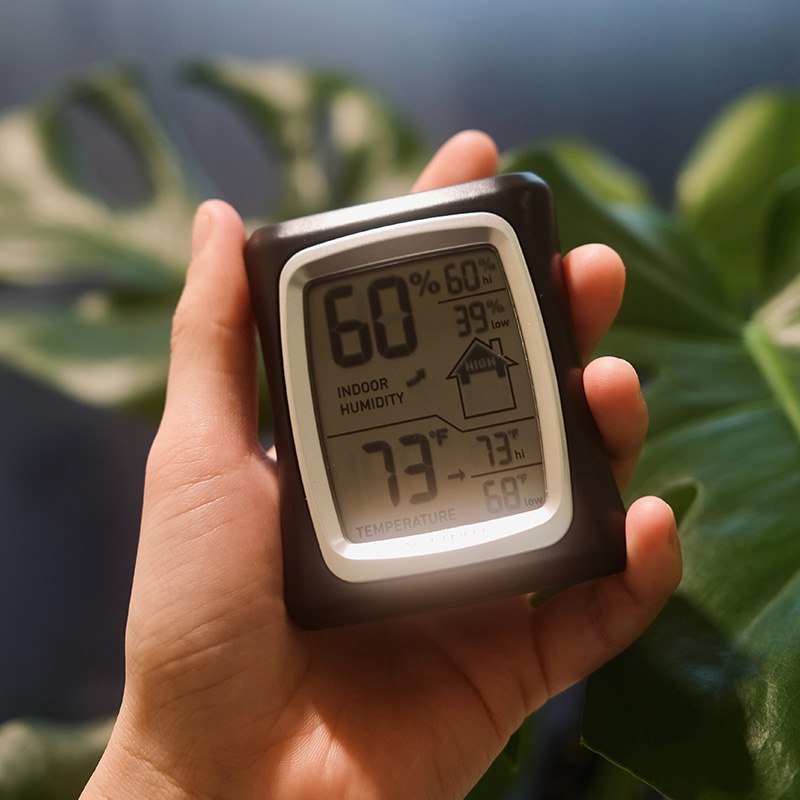 60% 60% hi
39% low
HIGH
INDOOR
HUMIDITY
73°F 73°F hi
68°F low
TEMPERATURE